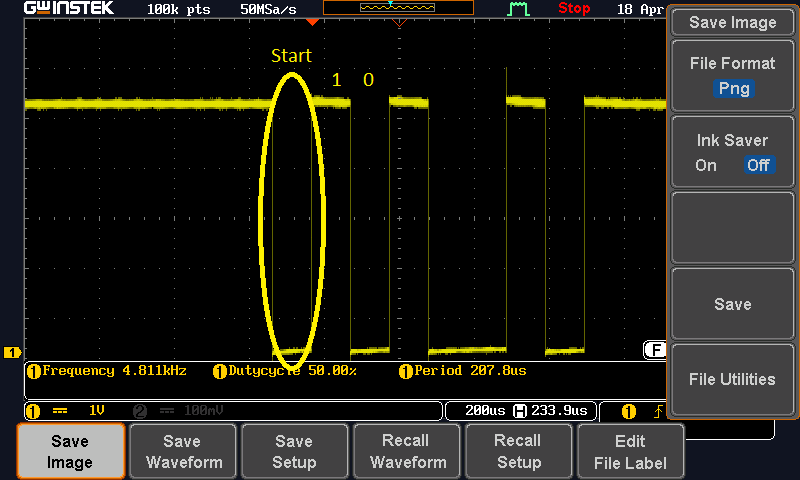 GWINSTEK 100k pts 50MSa/s Stop 18 Apr
Save Image
Start
File Format
Png
1 0
Ink Saver
On Off
Save
1
F
1 Frequency 4.811kHz 1 Dutycycle 50.00% 1 Period 207.8us
File Utilities
1 1V 2 100mV 200us H 233.9us 1
Save Image
Save Waveform
Save Setup
Recall Waveform
Recall Setup
Edit File Label